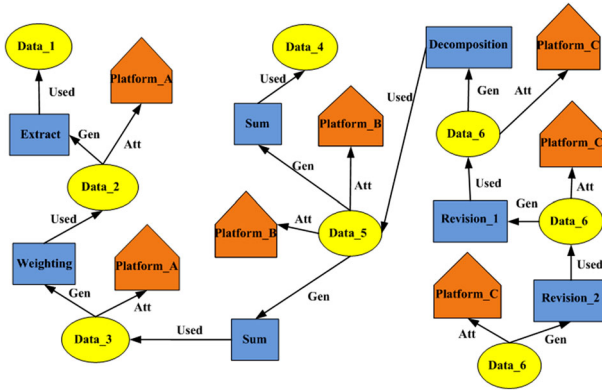 Data_1
Platform_A
Used
Extract
Gen
Att
Data_2
Used
Weighting
Platform_A
Gen
Att
Data_3
Used
Sum
Gen
Data_4
Used
Sum
Platform_B
Gen
Att
Platform_B
Att
Data_5
Used
Decomposition
Platform_C
Gen
Att
Data_6
Used
Platform_C
Att
Revision_1
Gen
Data_6
Used
Platform_C
Revision_2
Att
Gen
Data_6